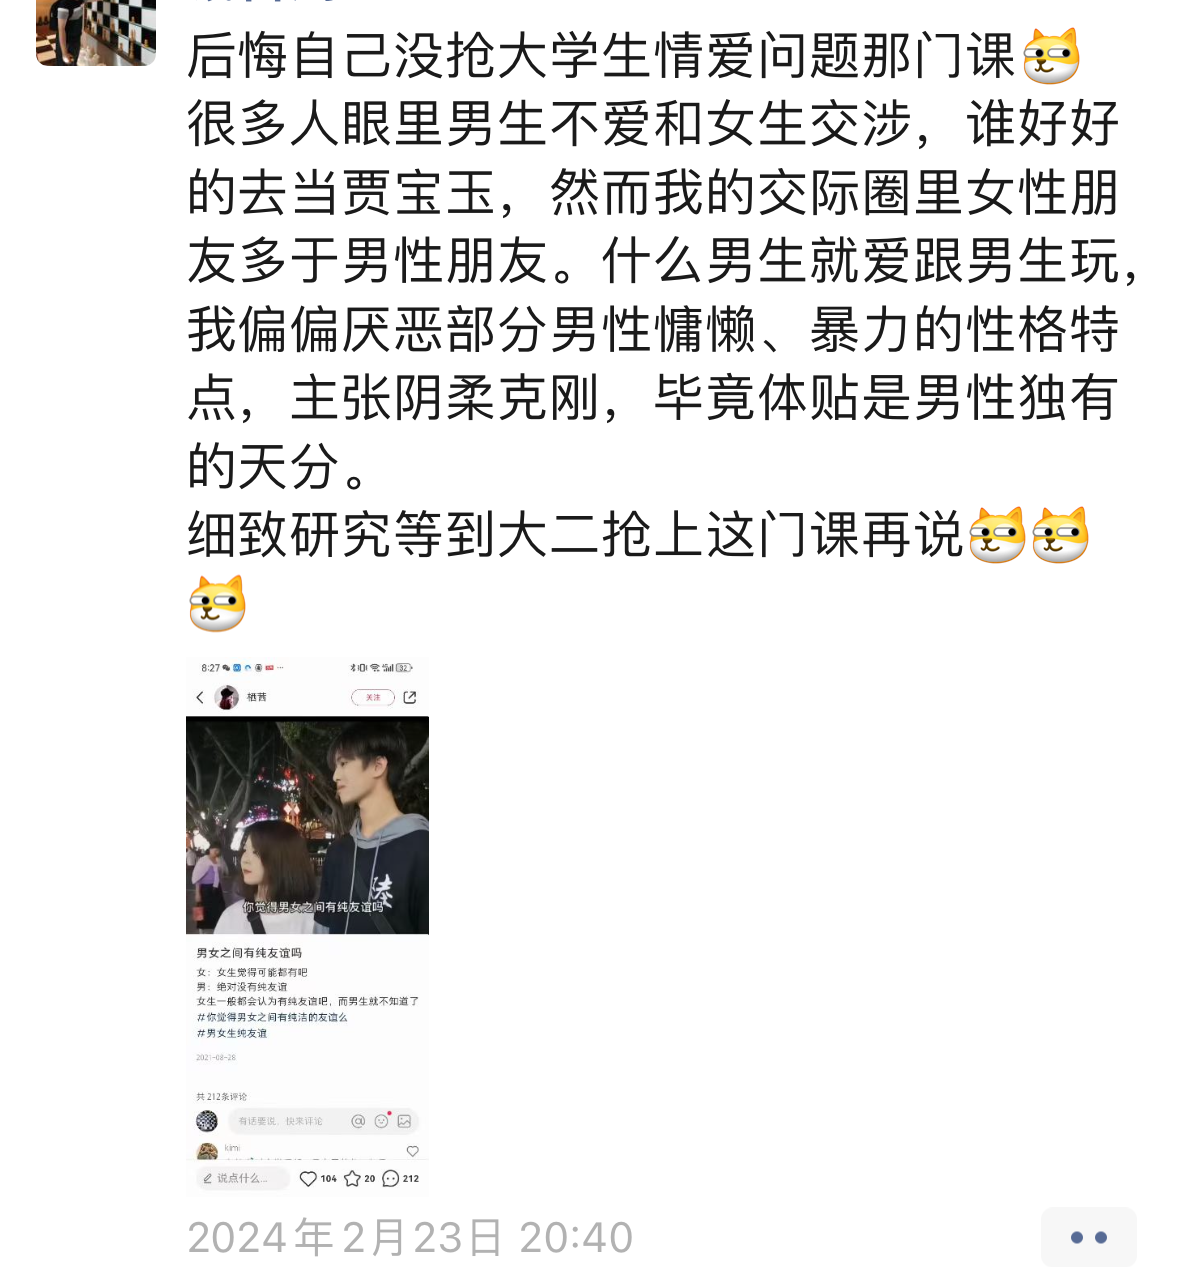 后悔自己没抢大学生情爱问题那门课
很多人眼里男生不爱和女生交涉，谁好好
的去当贾宝玉，然而我的交际圈里女性朋
友多于男性朋友。什么男生就爱跟男生玩，
我偏偏厌恶部分男性慵懒、暴力的性格特
点，主张阴柔克刚，毕竟体贴是男性独有
的天分。
细致研究等到大二抢上这门课再说
8:27
32
栖茜
关注
陆
你觉得男女之间有纯友谊吗
男女之间有纯友谊吗
女：女生觉得可能都有吧
男：绝对没有纯友谊
女生一般都会认为有纯友谊吧，而男生就不知道了
#你觉得男女之间有纯洁的友谊么
#男女生纯友谊
2021-08-28
共 212条评论
有话要说，快来评论
kimi
说点什么...
104
20
212
2024年2月23日 20:40